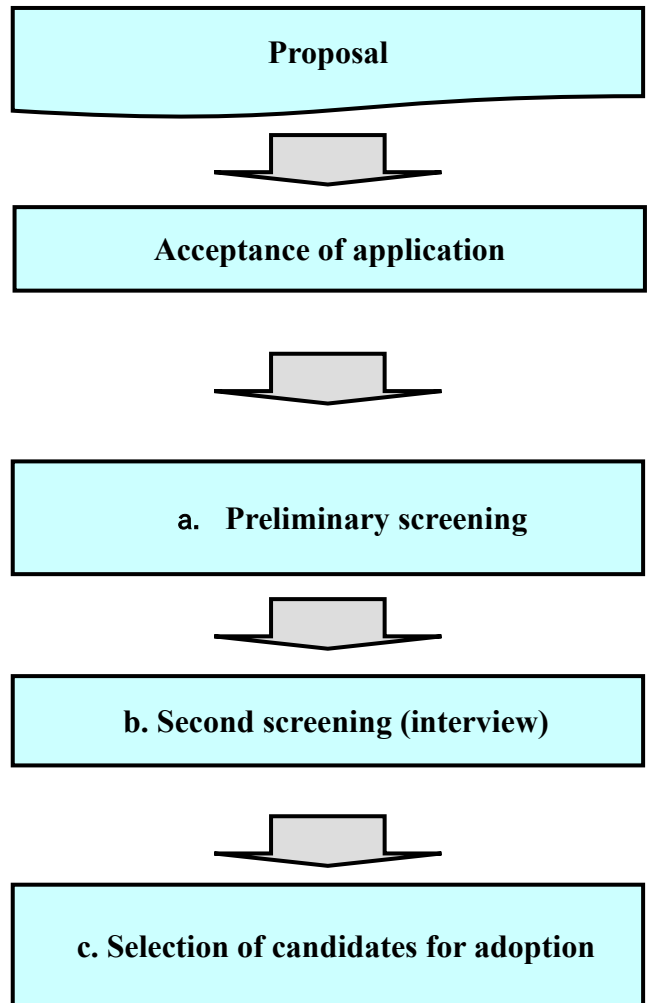 Proposal
Acceptance of application
a. Preliminary screening
b. Second screening (interview)
c. Selection of candidates for adoption